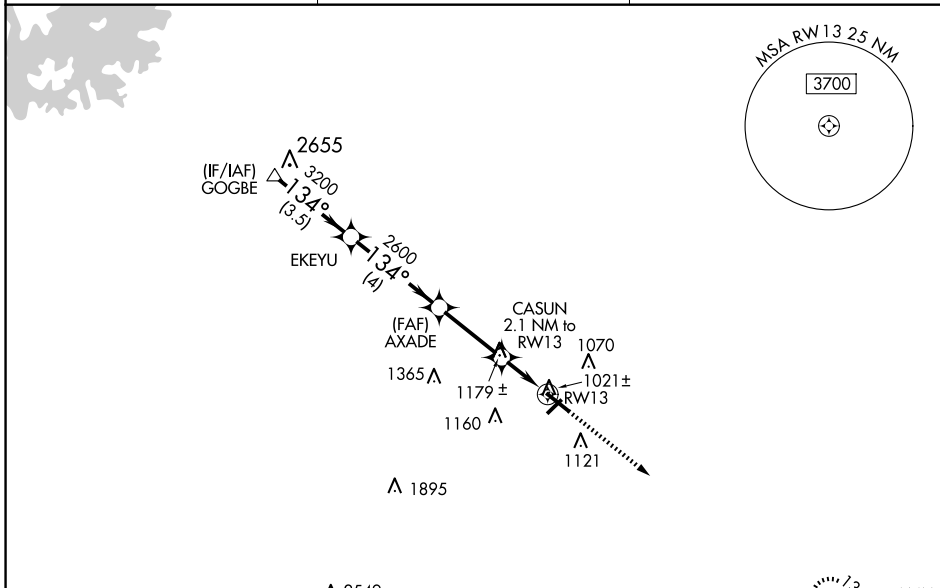 MSA RW13 25 NM
3700
2655
(IF/IAF)
GOGBE
3200
134°
(3.5)
EKEYU
2600
134°
(4)
(FAF)
AXADE
CASUN
2.1 NM to
RW13
1070
1365
1179 ±
1021±
RW13
1160
1121
1895